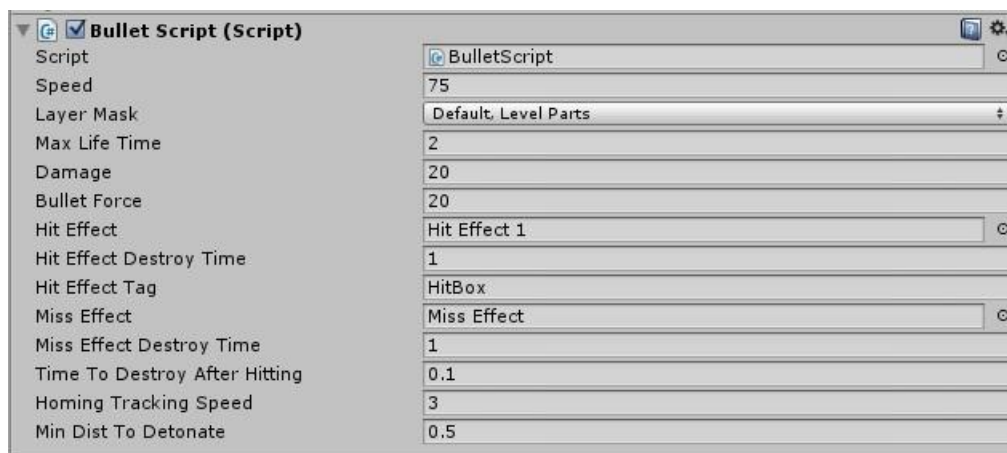 Bullet Script (Script)
Script BulletScript
Speed 75
Layer Mask Default, Level Parts
Max Life Time 2
Damage 20
Bullet Force 20
Hit Effect Hit Effect 1
Hit Effect Destroy Time 1
Hit Effect Tag HitBox
Miss Effect Miss Effect
Miss Effect Destroy Time 1
Time To Destroy After Hitting 0.1
Homing Tracking Speed 3
Min Dist To Detonate 0.5